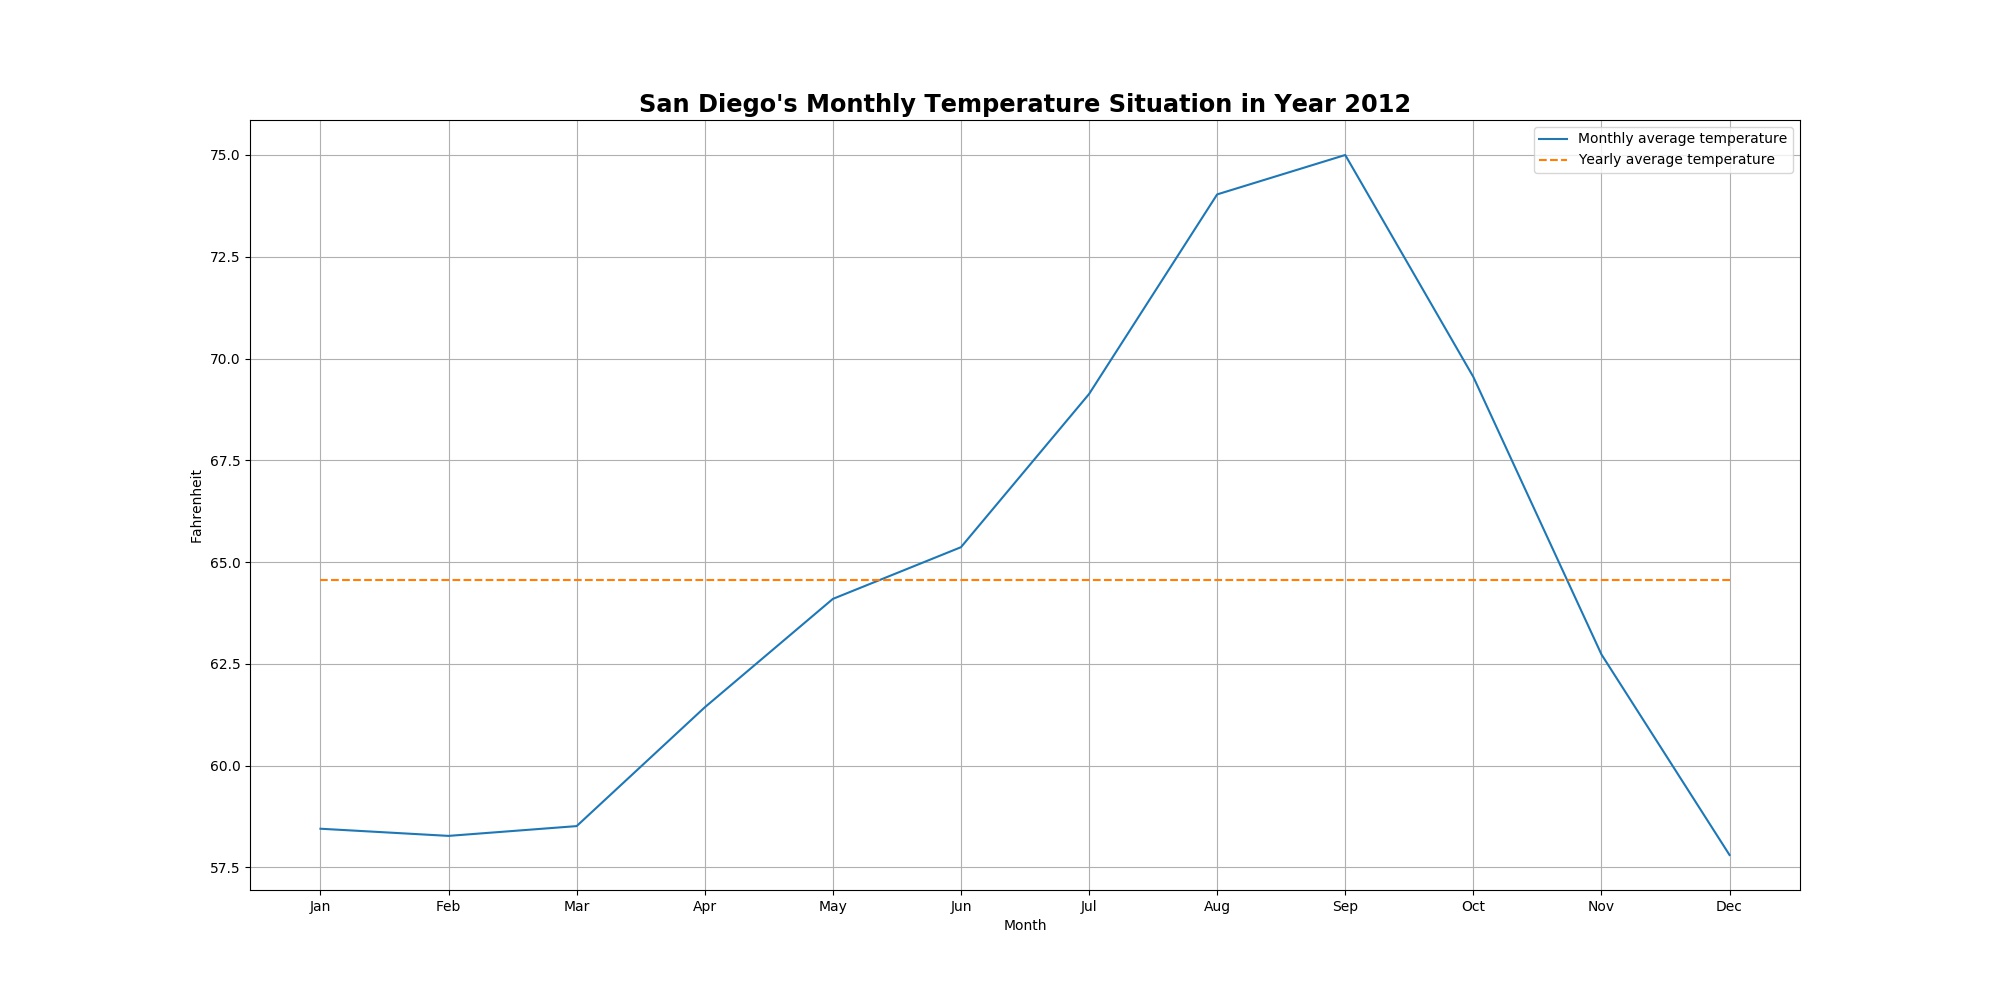 San Diego's Monthly Temperature Situation in Year 2012
Monthly average temperature
Yearly average temperature
75.0
72.5
70.0
67.5
65.0
62.5
60.0
57.5
Fahrenheit
Jan Feb Mar Apr May Jun Jul Aug Sep Oct Nov Dec
Month